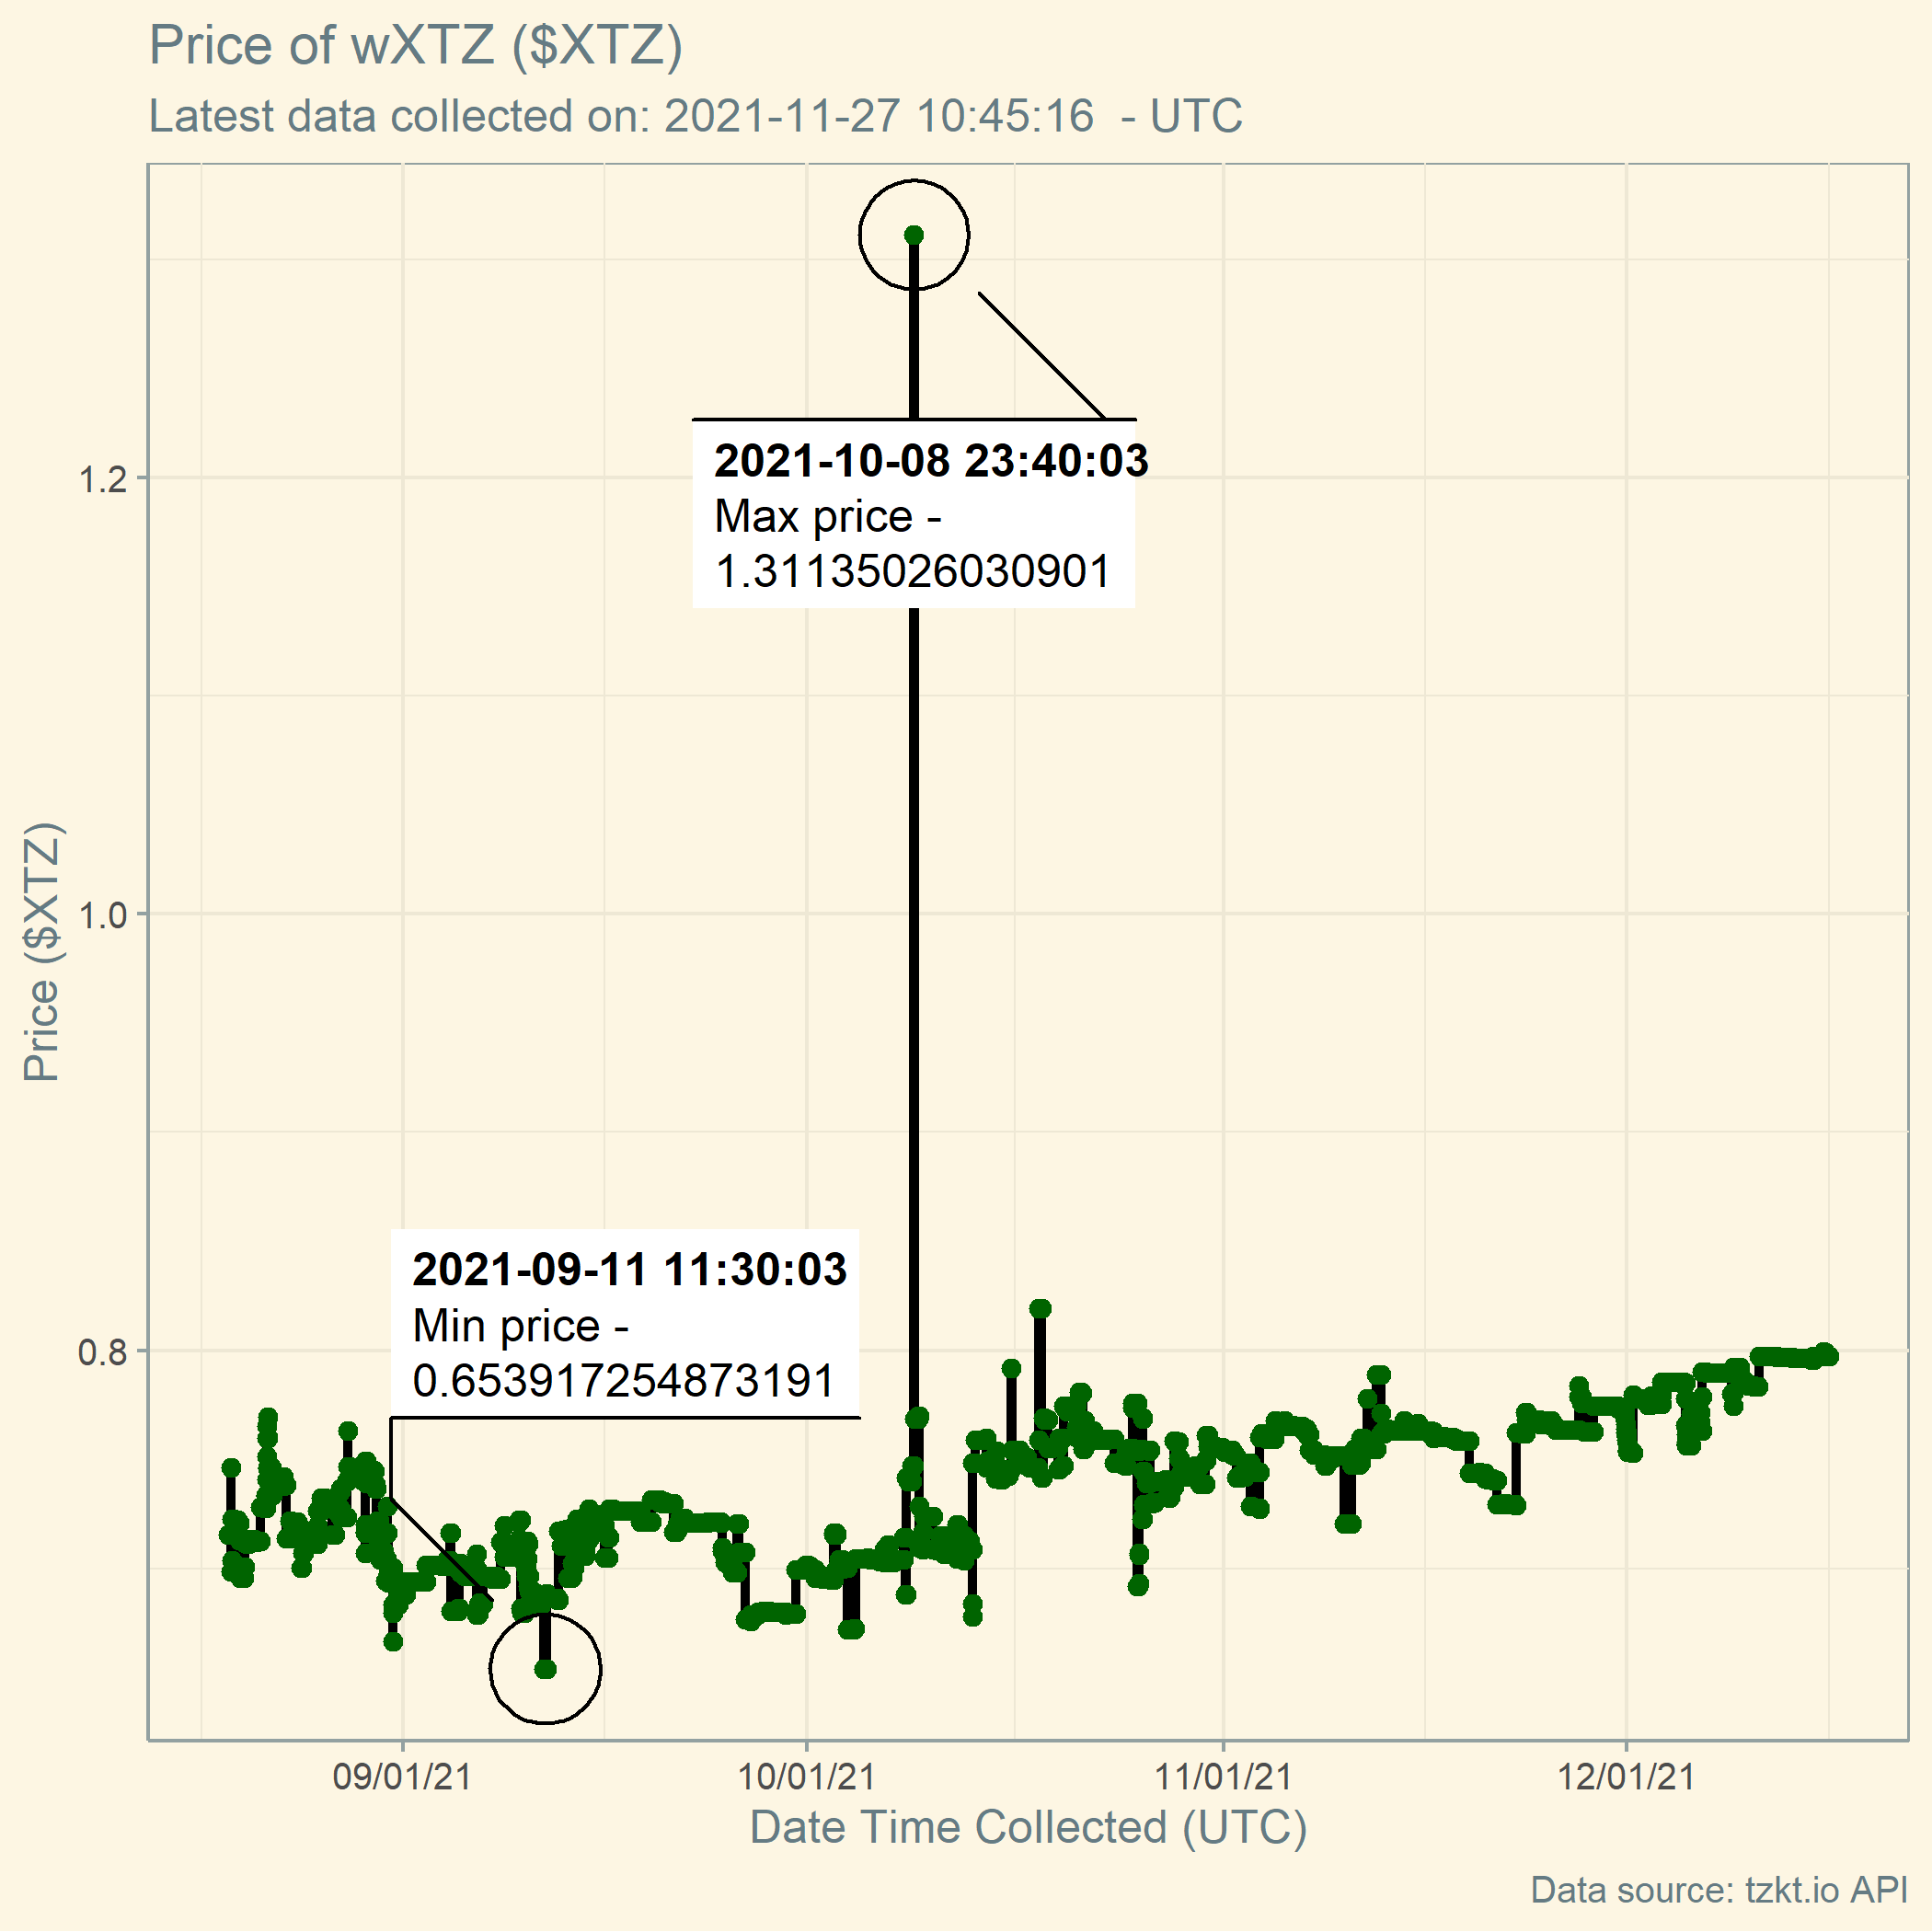 Price of wXTZ ($XTZ)
Latest data collected on: 2021-11-27 10:45:16  - UTC
2021-10-08 23:40:03
Max price -
1.31135026030901
1.2
1.0
Price ($XTZ)
2021-09-11 11:30:03
Min price -
0.653917254873191
0.8
09/01/21 10/01/21 11/01/21 12/01/21
Date Time Collected (UTC)
Data source: tzkt.io API